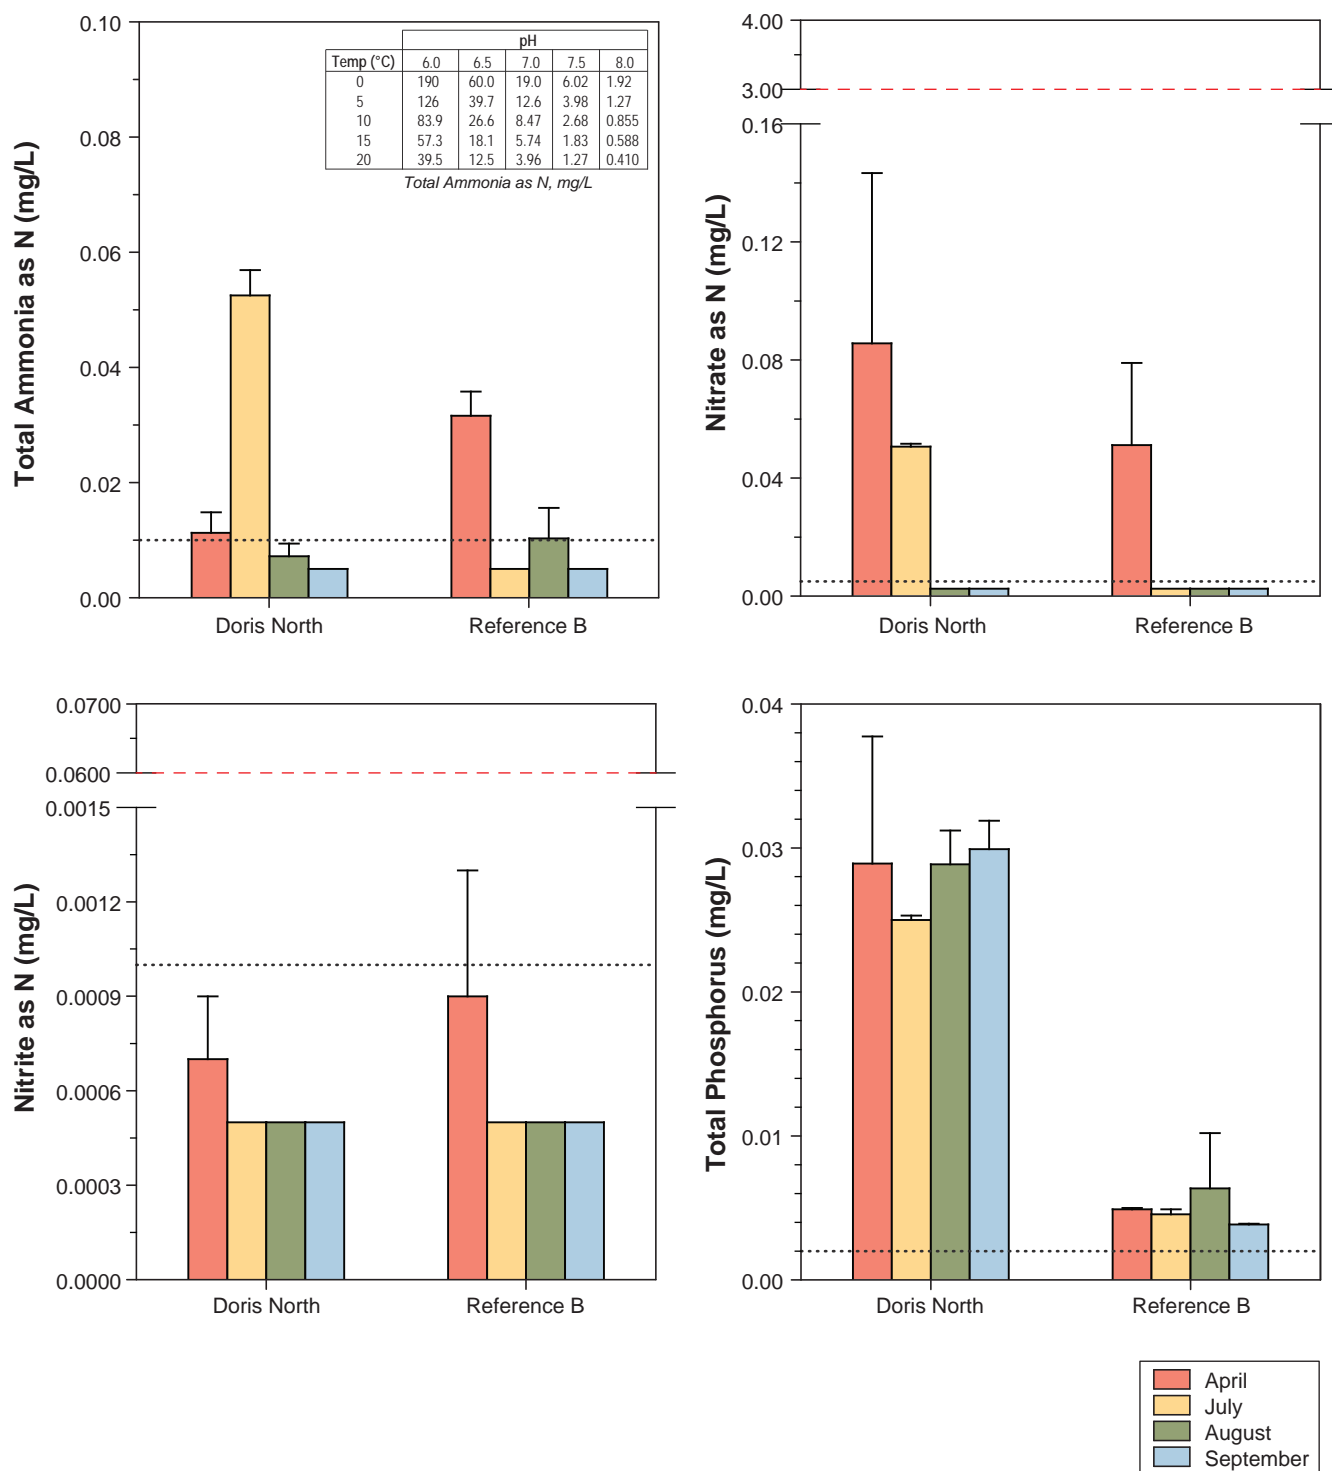 Total Ammonia as N (mg/L)
0.10
0.08
0.06
0.04
0.02
0.00
pH
Temp (°C) 6.0 6.5 7.0 7.5 8.0
0 190 60.0 19.0 6.02 1.92
5 126 39.7 12.6 3.98 1.27
10 83.9 26.6 8.47 2.68 0.855
15 57.3 18.1 5.74 1.83 0.588
20 39.5 12.5 3.96 1.27 0.410
Total Ammonia as N, mg/L
Doris North Reference B
Nitrate as N (mg/L)
4.00
3.00
0.16
0.12
0.08
0.04
0.00
Doris North Reference B
Nitrite as N (mg/L)
0.0700
0.0600
0.0015
0.0012
0.0009
0.0006
0.0003
0.0000
Doris North Reference B
Total Phosphorus (mg/L)
0.04
0.03
0.02
0.01
0.00
Doris North Reference B
April
July
August
September